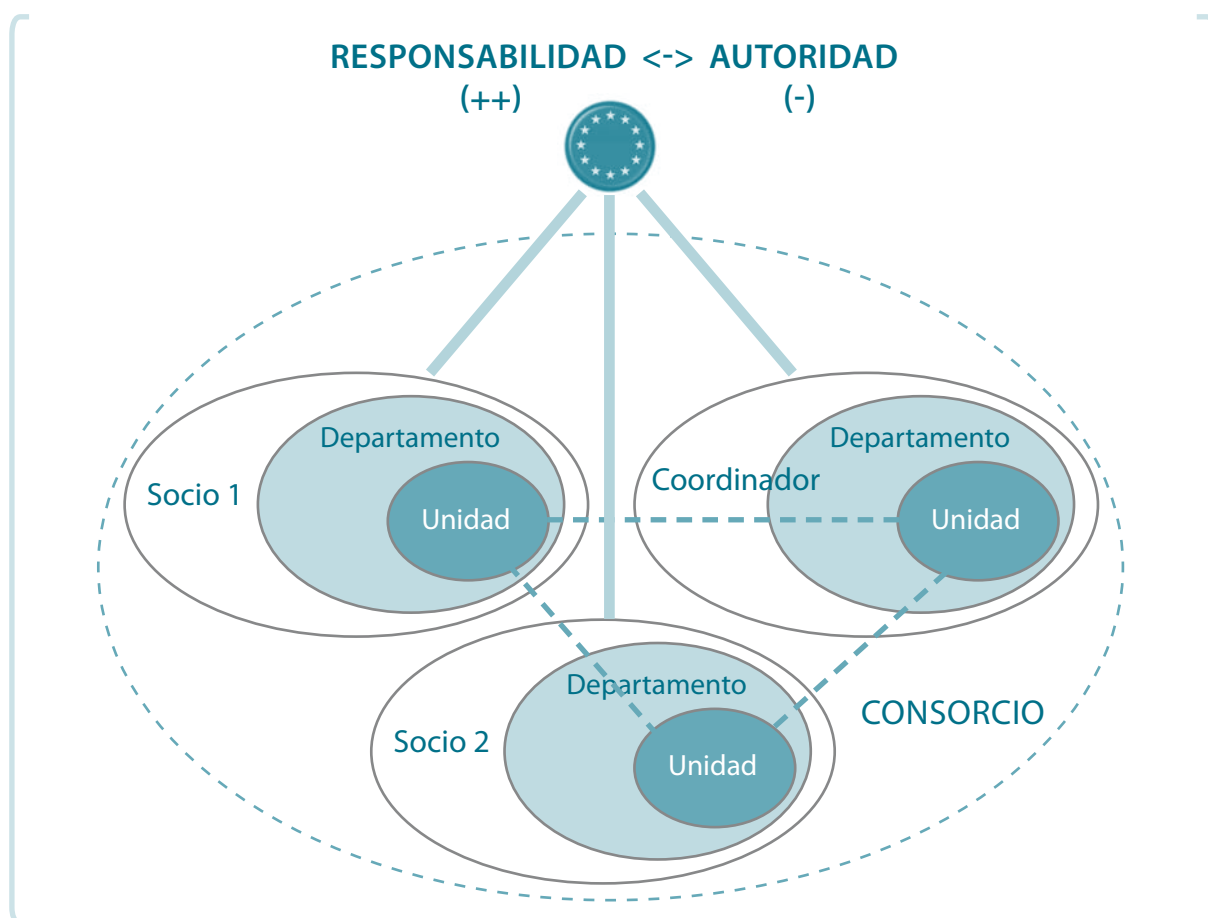 RESPONSABILIDAD <-> AUTORIDAD
(++) (-)
Departamento
Socio 1
Unidad
Departamento
Coordinador
Unidad
Departamento
Socio 2
Unidad
CONSORCIO